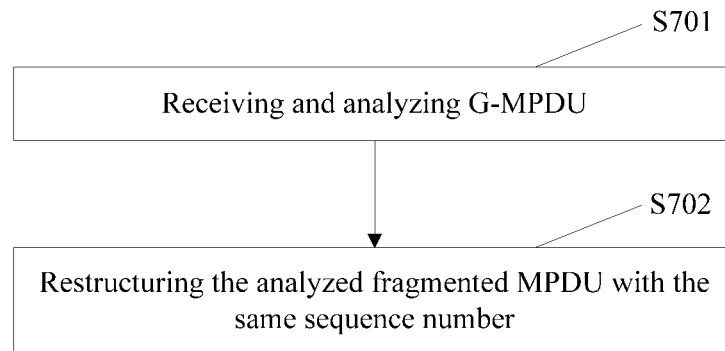 S701
Receiving and analyzing G-MPDU
S702
Restructuring the analyzed fragmented MPDU with the
same sequence number